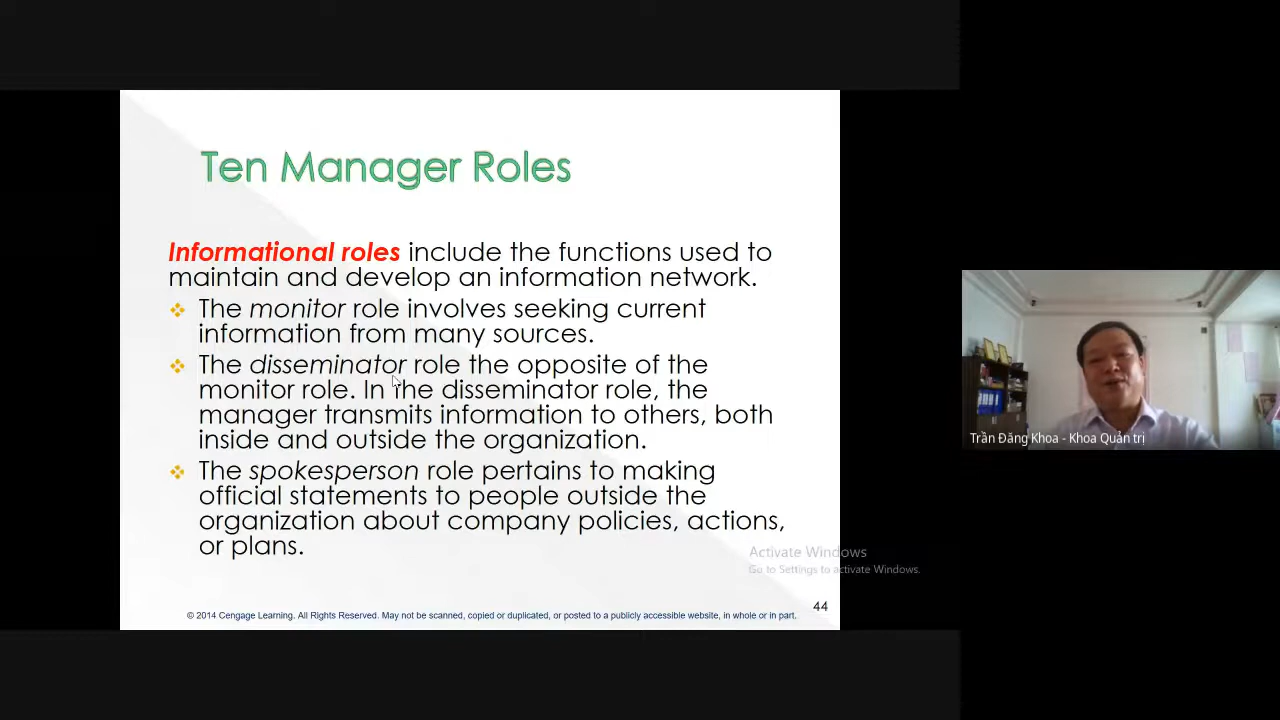 Ten Manager Roles
Informational roles include the functions used to
maintain and develop an information network.
The monitor role involves seeking current
information from many sources.
The disseminator role the opposite of the
monitor role. In the disseminator role, the
manager transmits information to others, both
inside and outside the organization.
The spokesperson role pertains to making
official statements to people outside the
organization about company policies, actions,
or plans.
Activate Windows
Go to Settings to activate Windows.
44
© 2014 Cengage Learning. All Rights Reserved. May not be scanned, copied or duplicated, or posted to a publicly accessible website, in whole or in part.
Trần Đăng Khoa - Khoa Quản trị